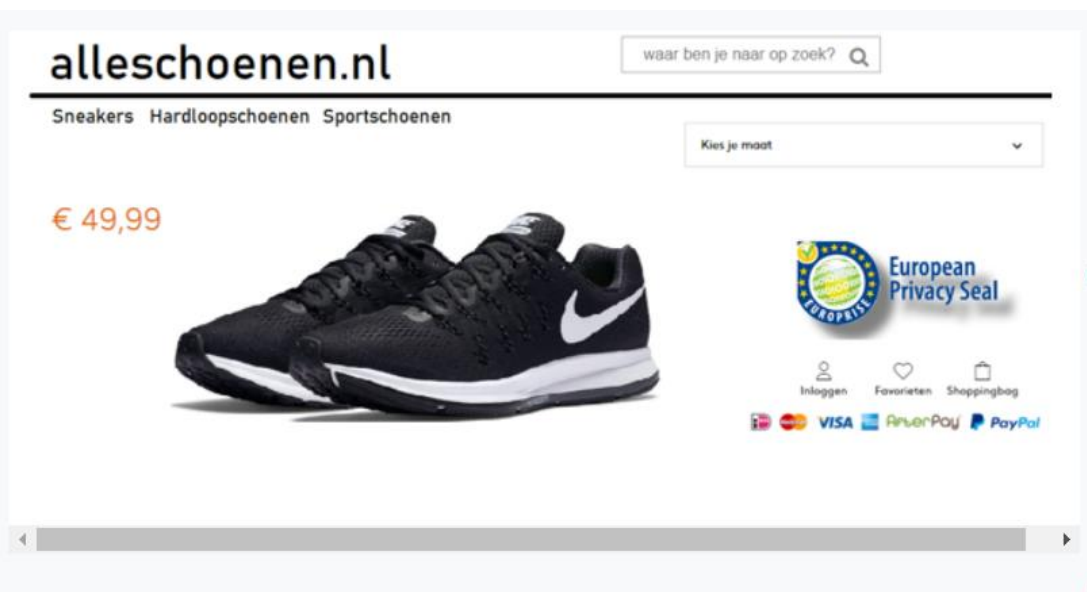 alleschoenen.nl
waar ben je naar op zoek?
Sneakers Hardloopschoenen Sportschoenen
Kies je maat
€ 49,99
European
Privacy Seal
EUROPRISE
Inloggen Favorieten Shoppingbag
VISA AfterPay PayPal